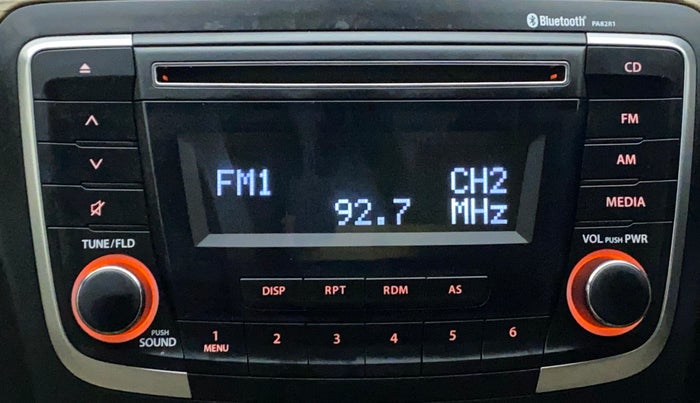 Bluetooth® PA82R1
CD
FM
AM
MEDIA
FM1 CH2
92.7 MHz
TUNE/FLD
VOL PUSH PWR
DISP RPT RDM AS
PUSH
SOUND
1 2 3 4 5 6
MENU